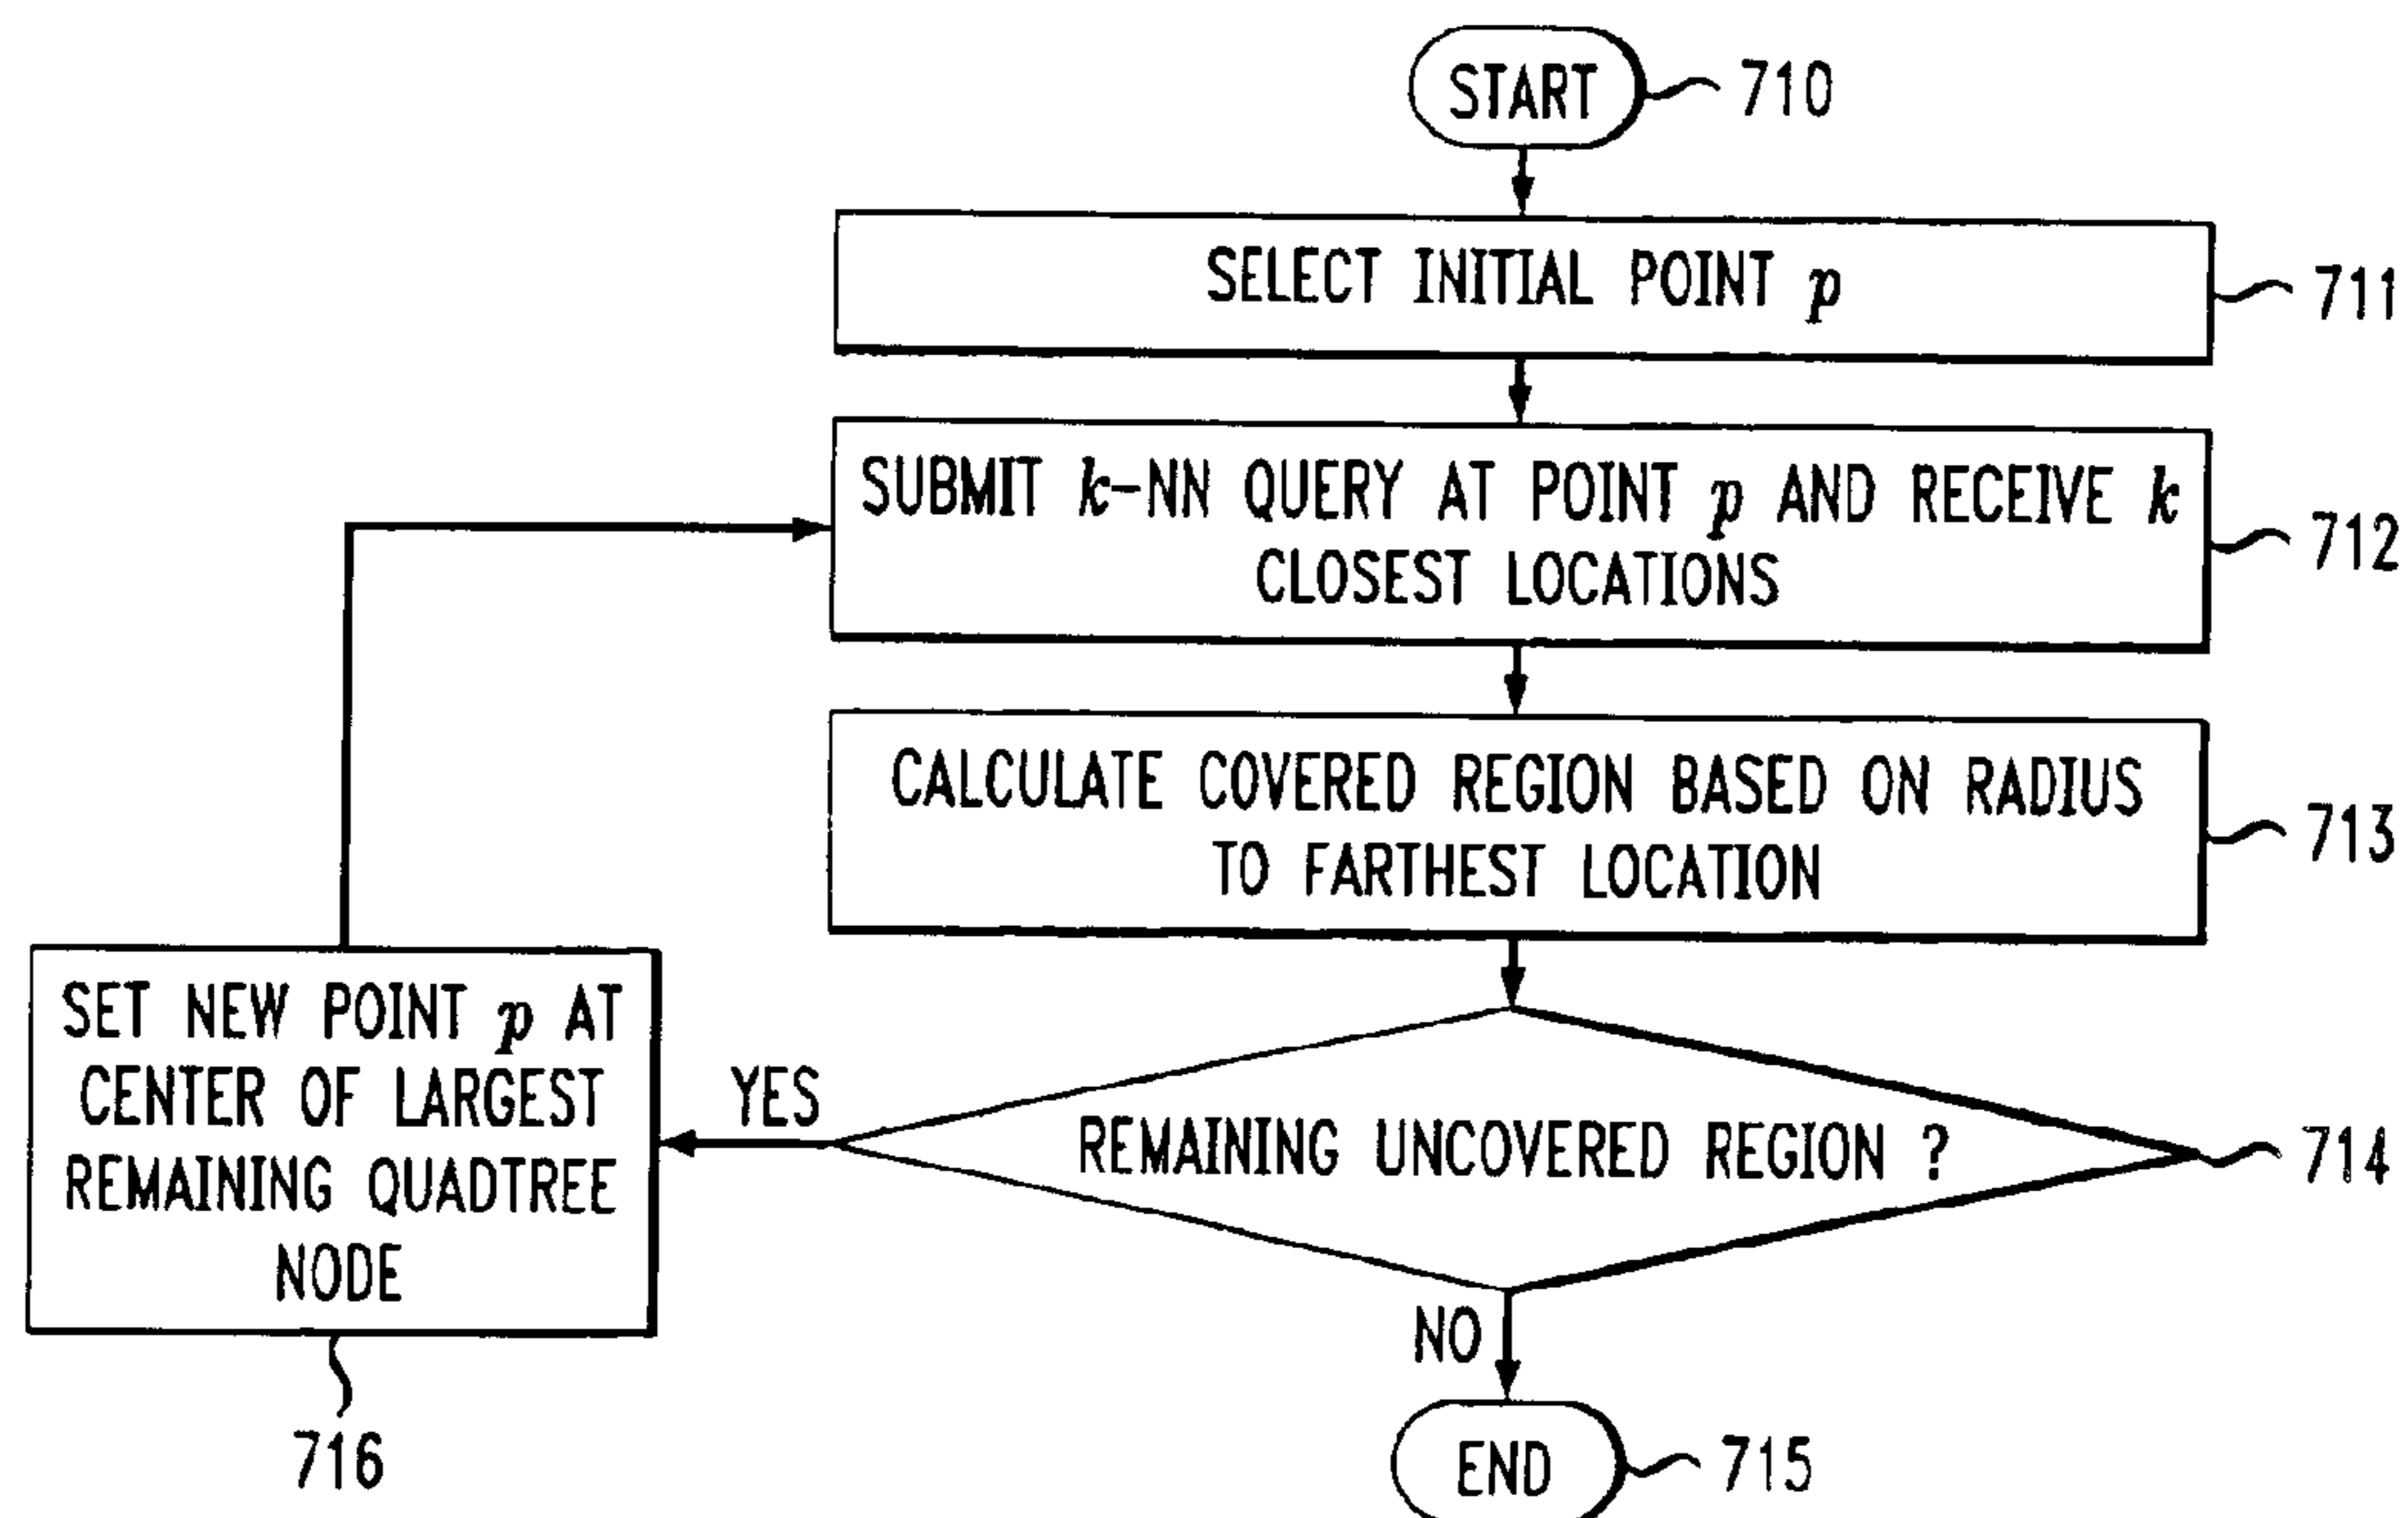 START
710
SELECT INITIAL POINT p
711
SUBMIT k-NN QUERY AT POINT p AND RECEIVE k
CLOSEST LOCATIONS
712
CALCULATE COVERED REGION BASED ON RADIUS
TO FARTHEST LOCATION
713
REMAINING UNCOVERED REGION ?
714
YES
SET NEW POINT p AT
CENTER OF LARGEST
REMAINING QUADTREE
NODE
716
NO
END
715